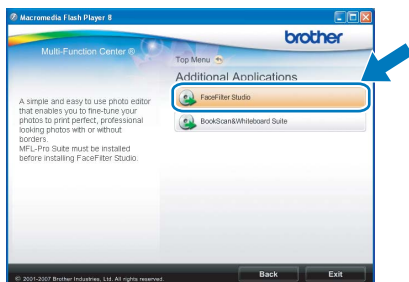 Macromedia Flash Player 8
brother
Multi-Function Center ®
Top Menu
Additional Applications
FaceFilter Studio
BookScan&Whiteboard Suite
A simple and easy to use photo editor
that enables you to fine-tune your
photos to print perfect, professional
looking photos with or without
borders.
MFL-Pro Suite must be installed
before installing FaceFilter Studio.
© 2001-2007 Brother Industries, Ltd. All rights reserved.
Back
Exit